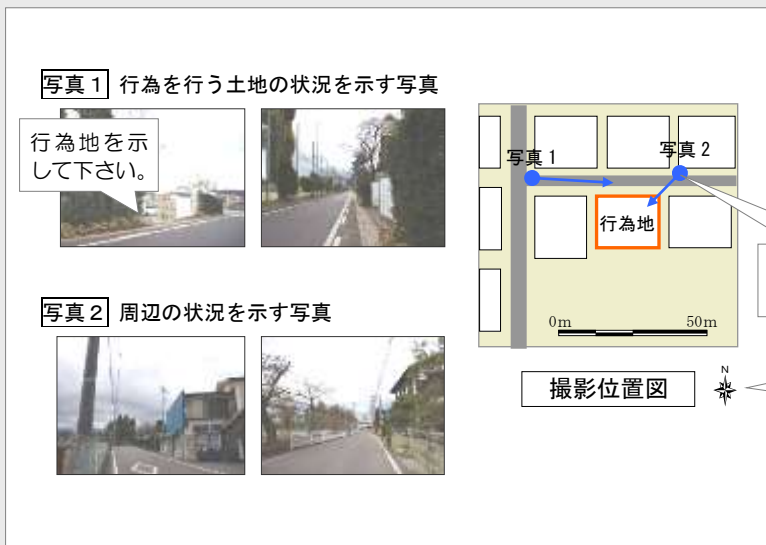 写真1 行為を行う土地の状況を示す写真
行為地を示
して下さい。
写真2 周辺の状況を示す写真
写真1
写真2
行為地
0m 50m
撮影位置図
N